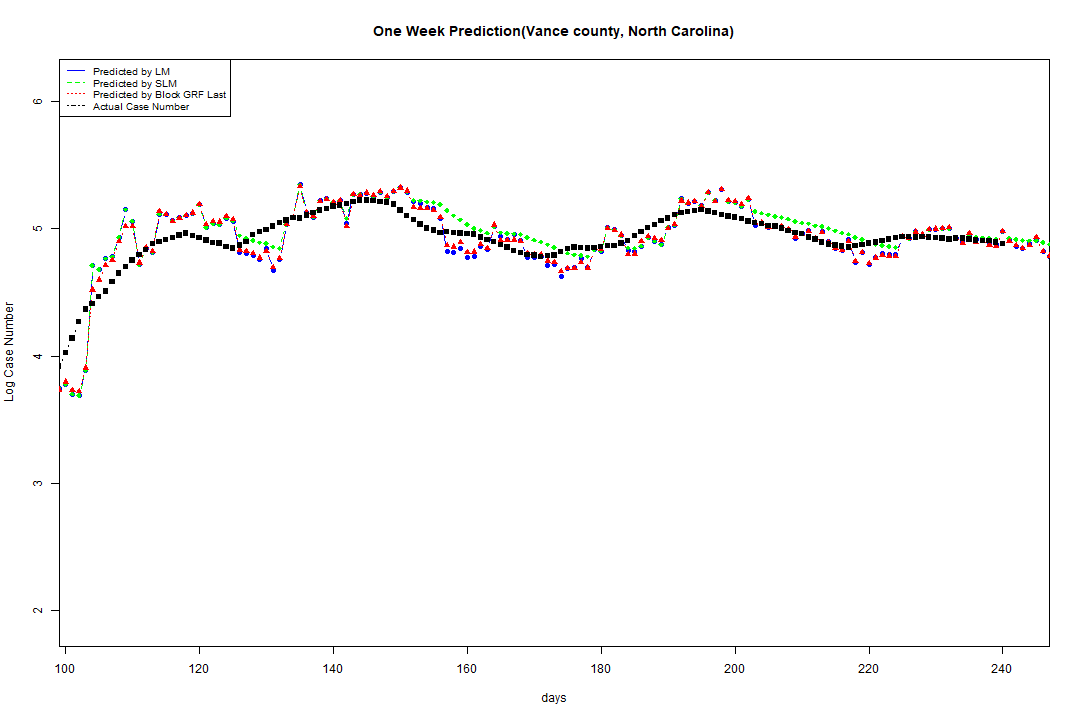 One Week Prediction(Vance county, North Carolina)
Predicted by LM
Predicted by SLM
Predicted by Block GRF Last
Actual Case Number
6
5
4
3
2
Log Case Number
100 120 140 160 180 200 220 240
days